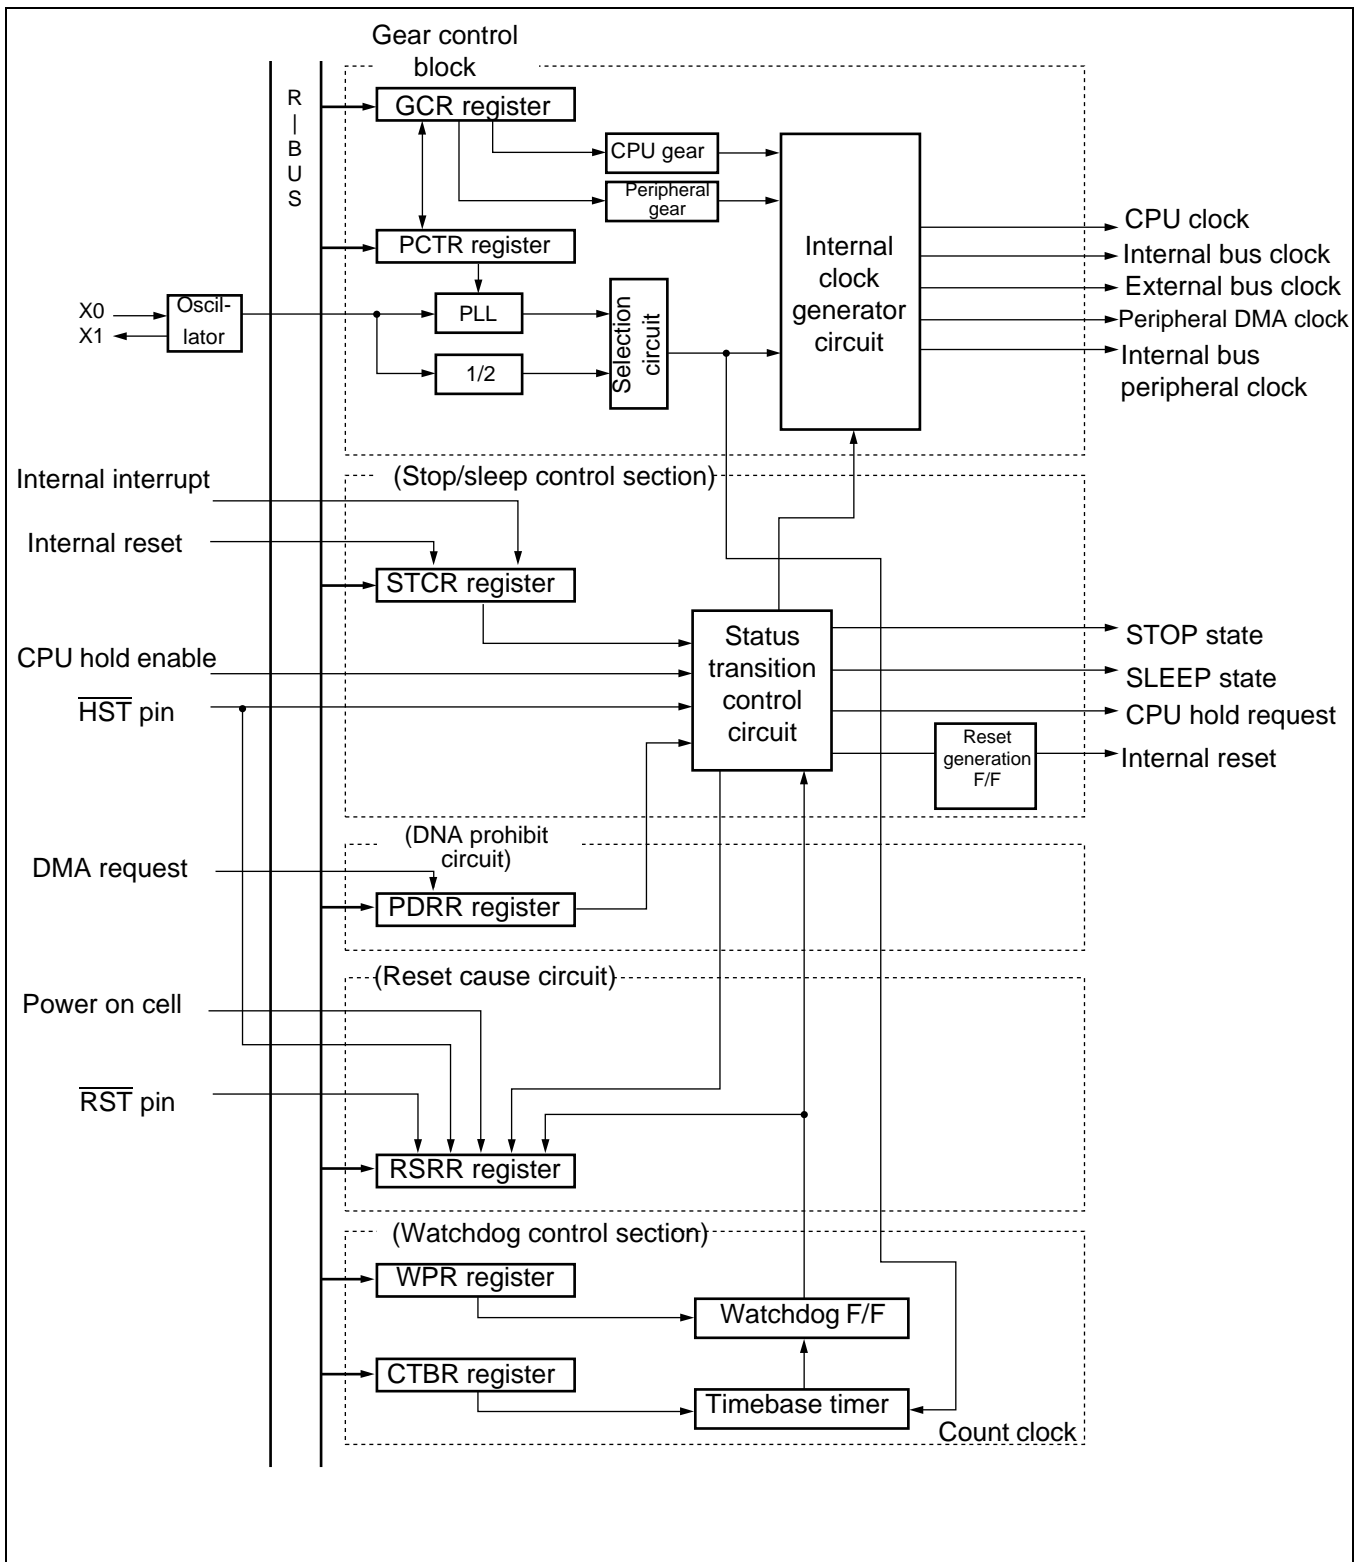 Gear control
block
R
|
B
U
S
GCR register
CPU gear
Peripheral
gear
PCTR register
Internal
clock
generator
circuit
CPU clock
Internal bus clock
External bus clock
Peripheral DMA clock
Internal bus
peripheral clock
X0
X1
Oscil-
lator
PLL
1/2
Selection
circuit
(Stop/sleep control section)
Internal interrupt
Internal reset
STCR register
CPU hold enable
HST pin
Status
transition
control
circuit
STOP state
SLEEP state
CPU hold request
Reset
generation
F/F
Internal reset
(DNA prohibit
circuit)
DMA request
PDRR register
(Reset cause circuit)
Power on cell
RST pin
RSRR register
(Watchdog control section)
WPR register
Watchdog F/F
CTBR register
Timebase timer
Count clock